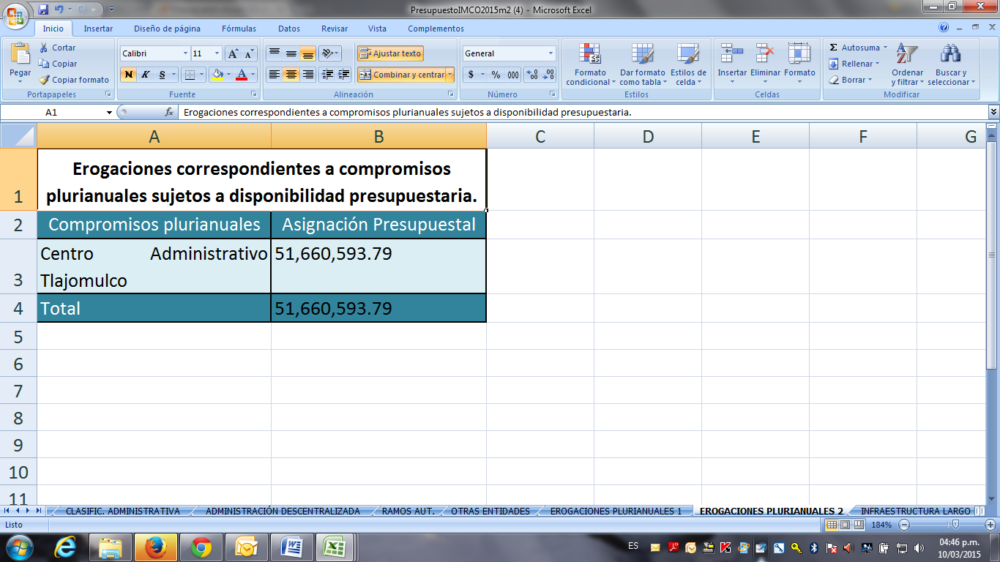 PresupuestoIMCO2015m2 (4) - Microsoft Excel
Inicio Insertar Diseño de página Fórmulas Datos Revisar Vista Complementos
Pegar
Cortar
Copiar
Copiar formato
Portapapeles
Calibri 11
N K S
Fuente
Ajustar texto
Combinar y centrar
Alineación
General
$ % 000
Número
Formato condicional
Dar formato como tabla
Estilos de celda
Estilos
Insertar Eliminar Formato
Celdas
Autosuma
Rellenar
Borrar
Ordenar y filtrar
Buscar y seleccionar
Modificar
A1 fx Erogaciones correspondientes a compromisos plurianuales sujetos a disponibilidad presupuestaria.
A B C D E F G
Erogaciones correspondientes a compromisos
1 plurianuales sujetos a disponibilidad presupuestaria.
2 Compromisos plurianuales Asignación Presupuestal
Centro Administrativo 51,660,593.79
3 Tlajomulco
4 Total 51,660,593.79
5
6
7
8
9
10
11
CLASIFIC. ADMINISTRATIVA ADMINISTRACIÓN DESCENTRALIZADA RAMOS AUT. OTRAS ENTIDADES EROGACIONES PLURIANUALES 1 EROGACIONES PLURIANUALES 2 INFRAESTRUCTURA LARGO
Listo 184%
ES 04:46 p.m.
10/03/2015